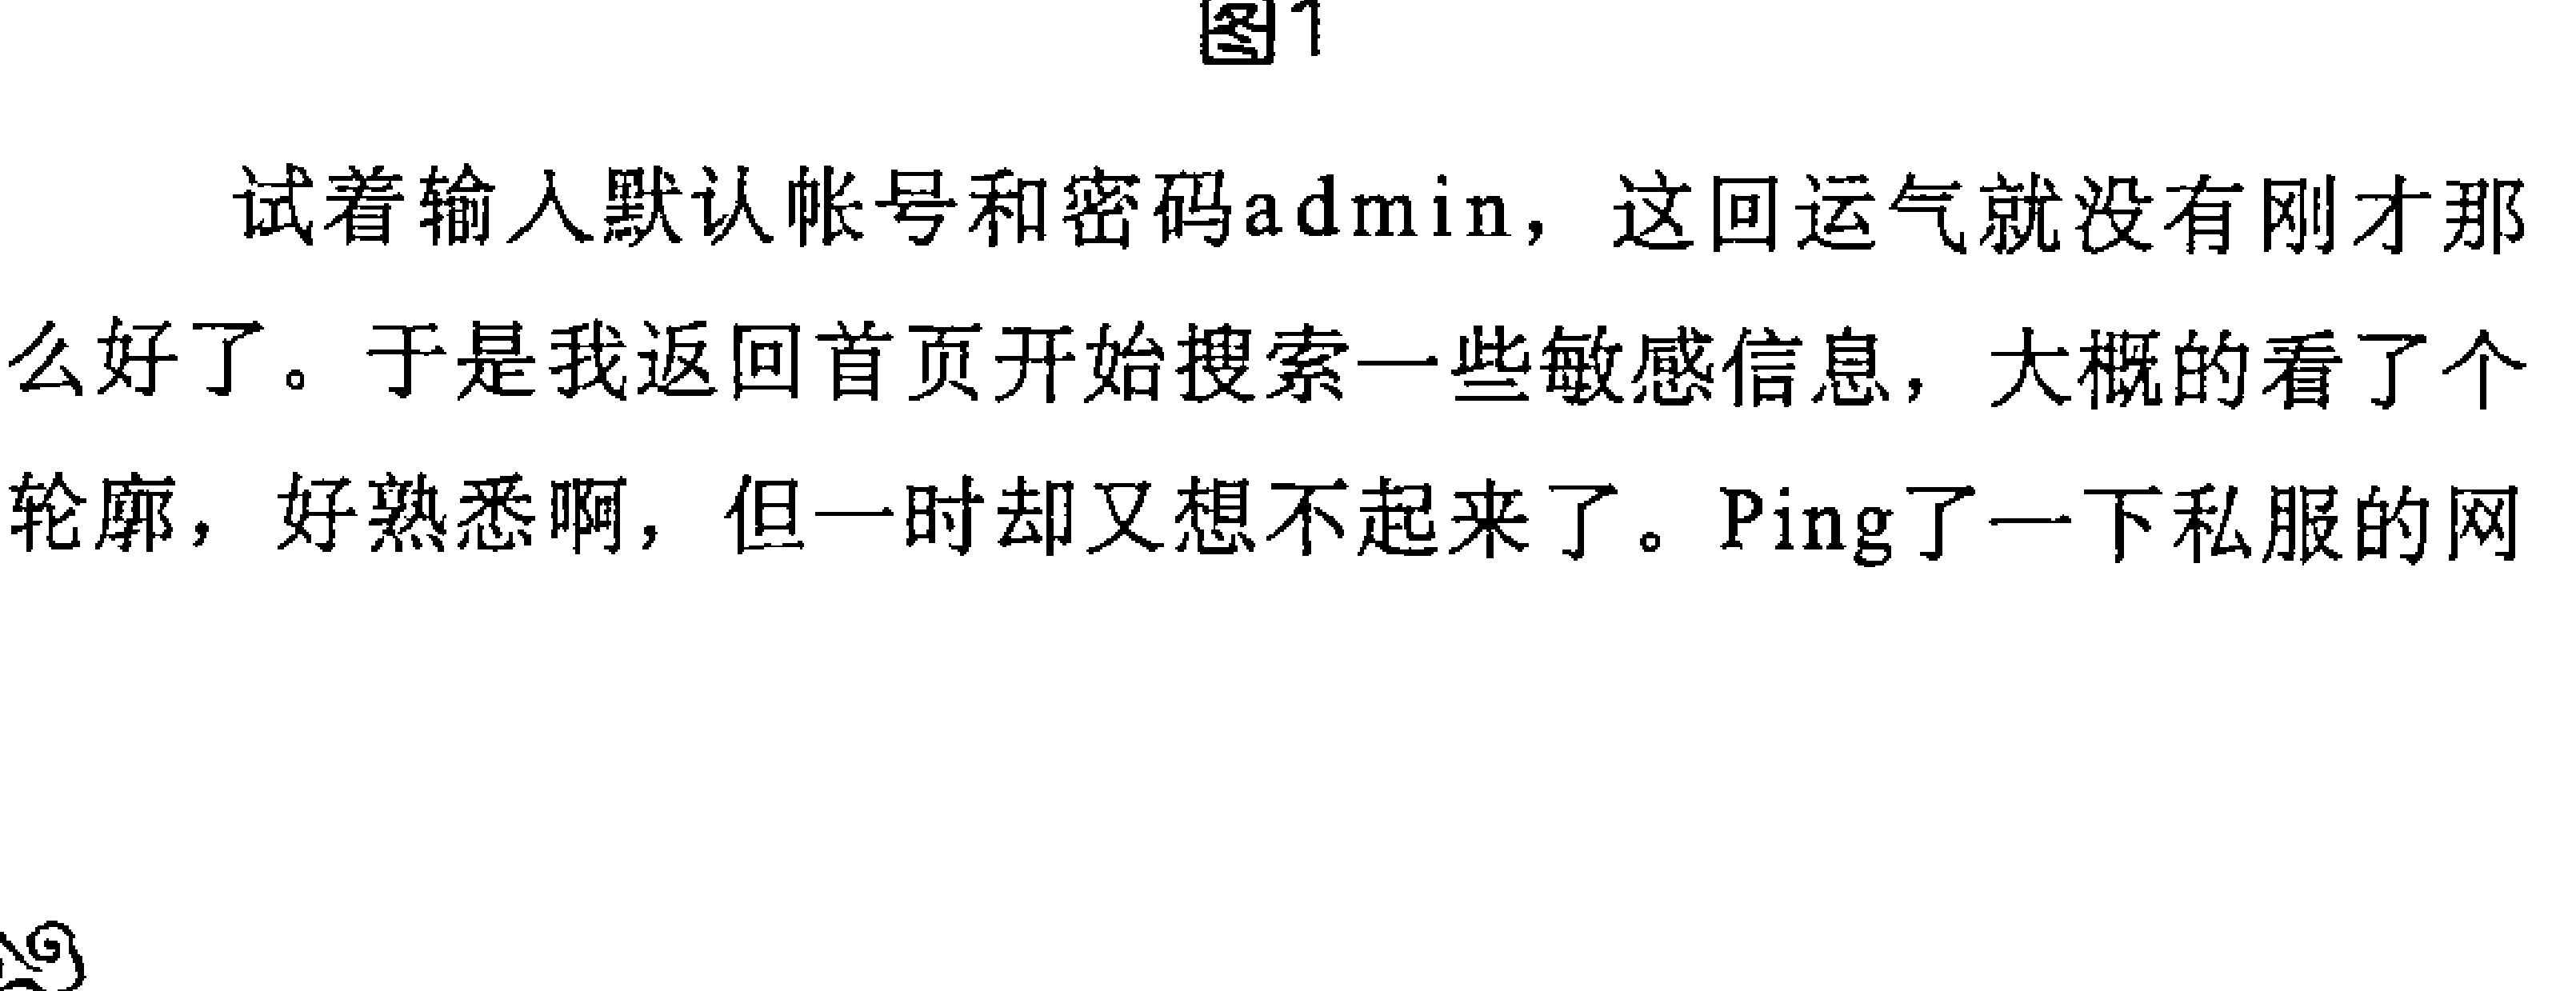 图1
试着输入默认帐号和密码admin，这回运气就没有刚才那
么好了。于是我返回首页开始搜索一些敏感信息，大概的看了个
轮廓，好熟悉啊，但一时却又想不起来了。Ping了一下私服的网